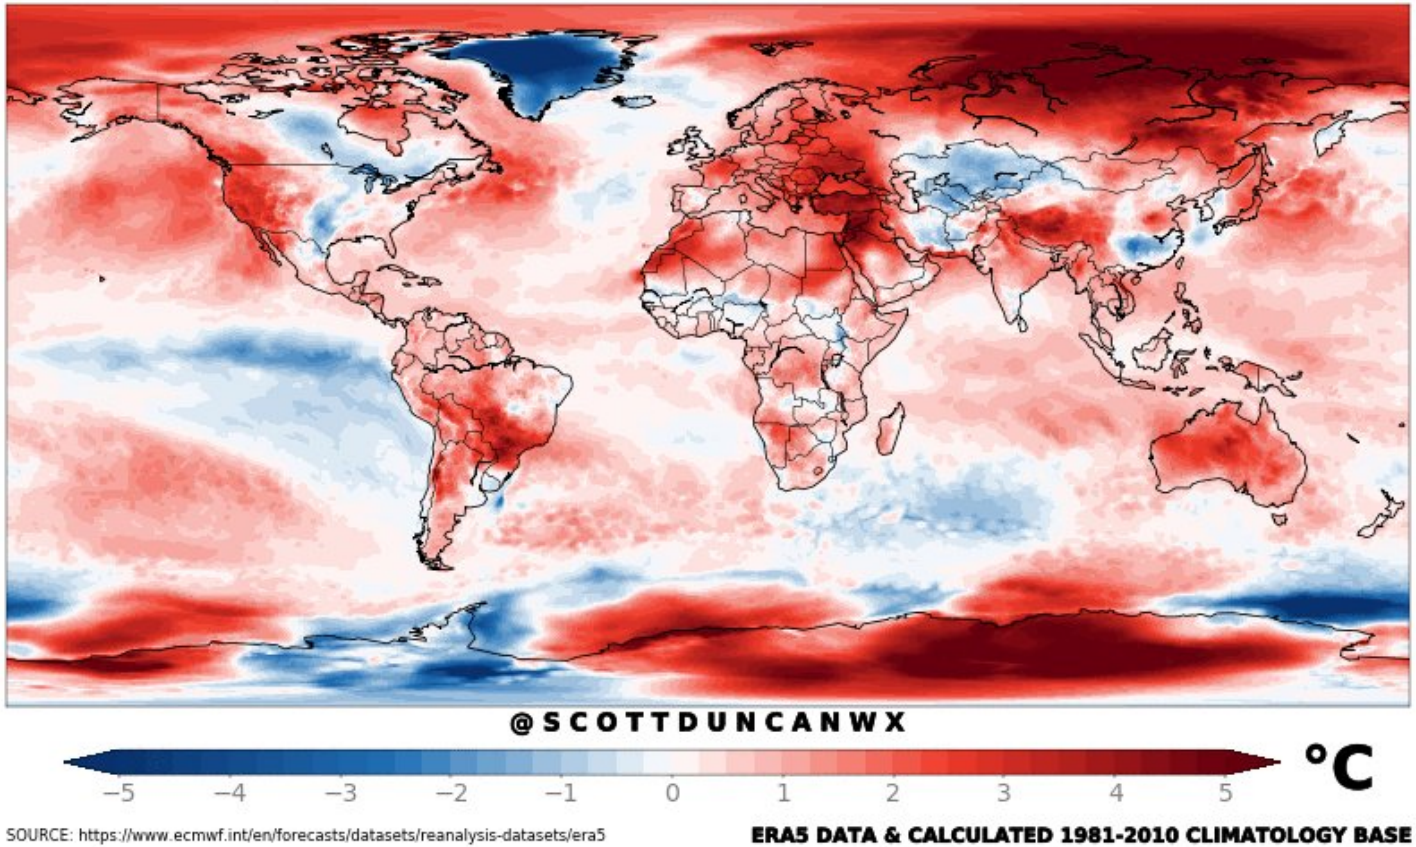 @SCOTTDUNCANWX
°C
−5 −4 −3 −2 −1 0 1 2 3 4 5
SOURCE: https://www.ecmwf.int/en/forecasts/datasets/reanalysis-datasets/era5
ERA5 DATA & CALCULATED 1981-2010 CLIMATOLOGY BASE